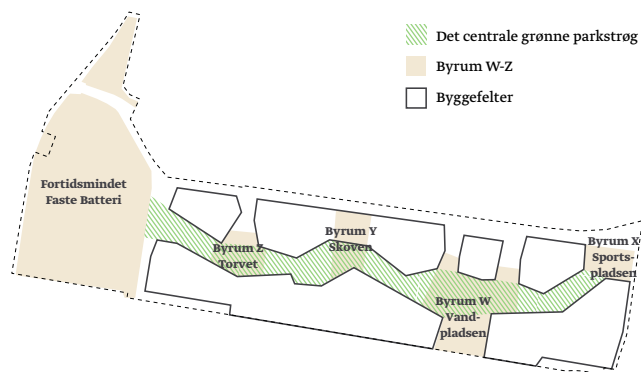 Det centrale grønne parkstrøg
Byrum W-Z
Byggefelter
Fortidsmindet
Faste Batteri
Byrum Z
Torvet
Byrum Y
Skoven
Byrum W
Vand-
pladsen
Byrum X
Sports-
pladsen